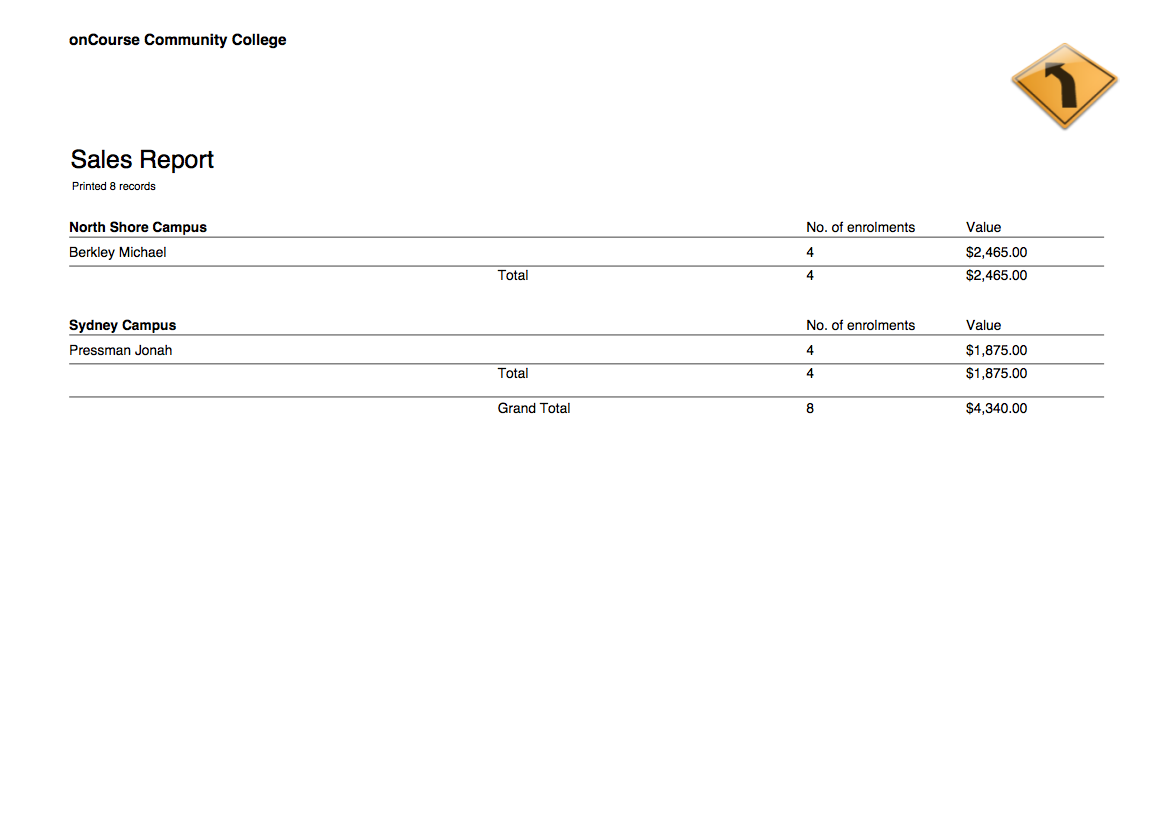 onCourse Community College
Sales Report
Printed 8 records
North Shore Campus No. of enrolments Value
Berkley Michael 4 $2,465.00
Total 4 $2,465.00
Sydney Campus No. of enrolments Value
Pressman Jonah 4 $1,875.00
Total 4 $1,875.00
Grand Total 8 $4,340.00